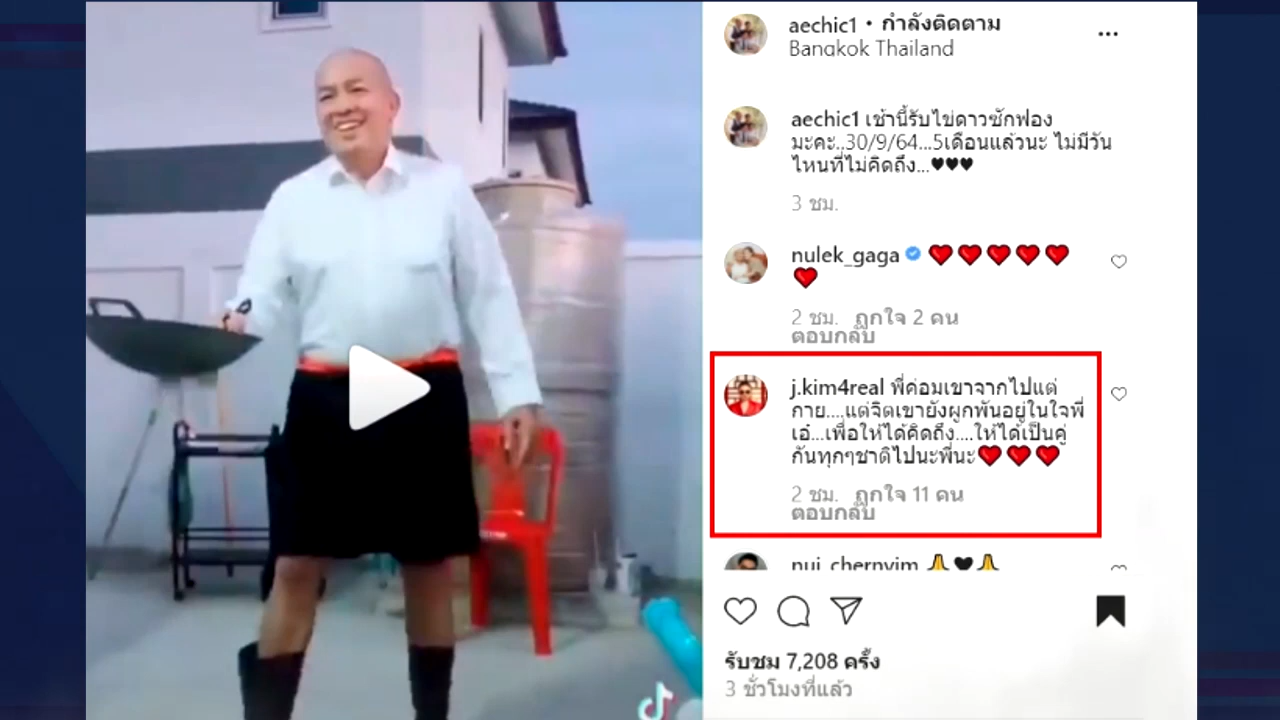 aechic1 • กำลังติดตาม
Bangkok Thailand
aechic1 เช้านี้รับไข่ดาวซักฟอง
มะคะ..30/9/64...5เดือนแล้วนะ ไม่มีวัน
ไหนที่ไม่คิดถึง...♥♥♥
3 ชม.
nulek_gaga ❤❤❤❤❤
❤
2 ชม. ถูกใจ 2 คน
ตอบกลับ
j.kim4real พี่ค่อมเขาจากไปแต่
กาย....แต่จิตเขายังผูกพันอยู่ในใจพี่
เอ๋...เพื่อให้ได้คิดถึง....ให้ได้เป็นคู่
กันทุกๆชาติไปนะพี่นะ❤❤❤
2 ชม. ถูกใจ 11 คน
ตอบกลับ
nui_chernyim 🙏🖤🙏
รับชม 7,208 ครั้ง
3 ชั่วโมงที่แล้ว